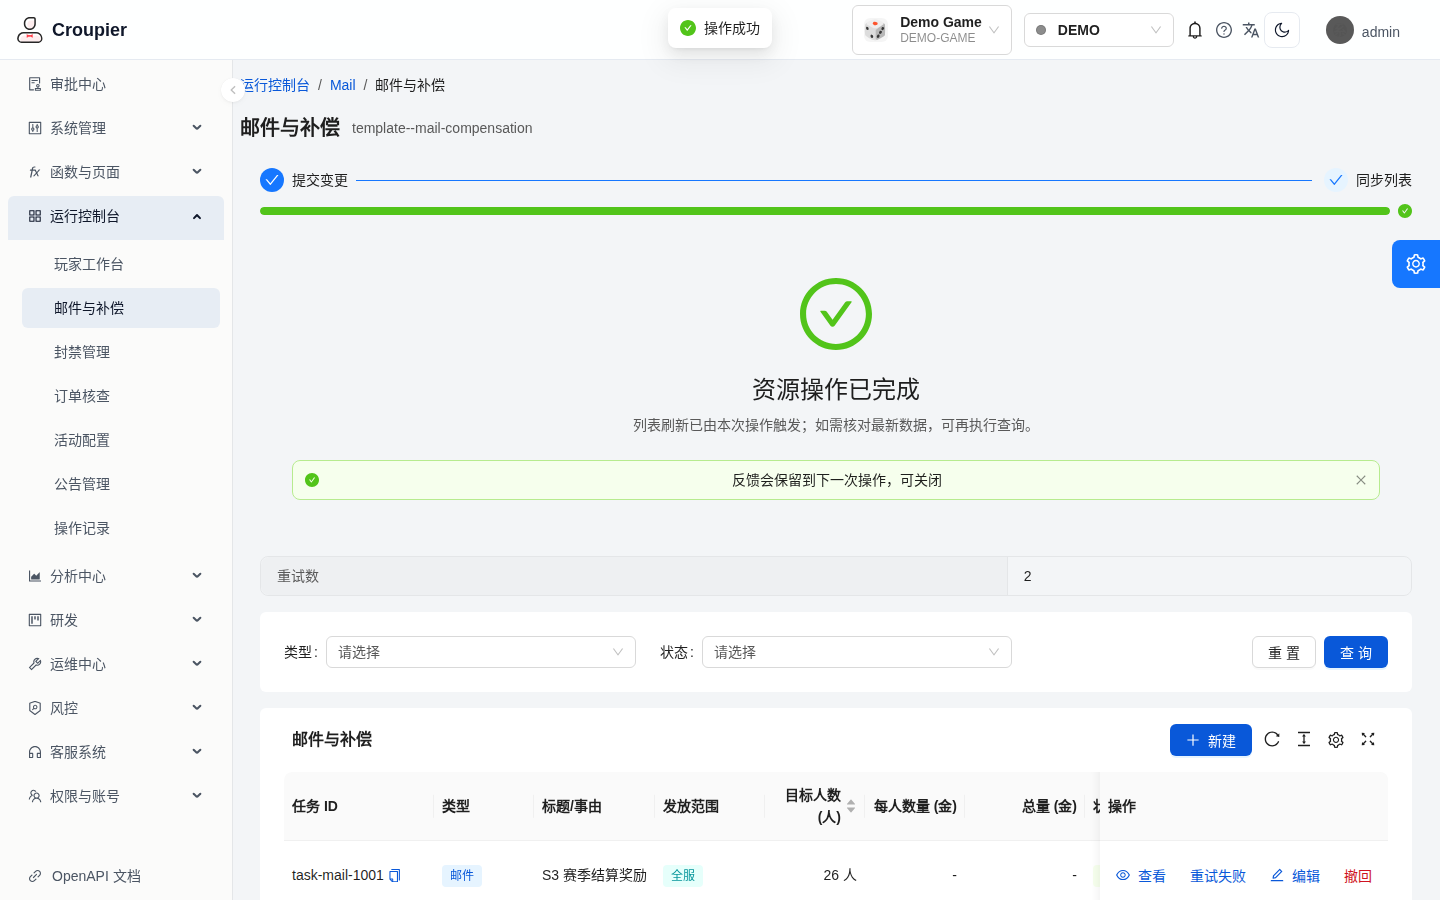 Croupier
操作成功
Demo Game
DEMO-GAME
DEMO
admin
审批中心
系统管理
函数与页面
运行控制台
玩家工作台
邮件与补偿
封禁管理
订单核查
活动配置
公告管理
操作记录
分析中心
研发
运维中心
风控
客服系统
权限与账号
OpenAPI 文档
运行控制台 / Mail / 邮件与补偿
邮件与补偿 template--mail-compensation
提交变更
同步列表
资源操作已完成
列表刷新已由本次操作触发；如需核对最新数据，可再执行查询。
反馈会保留到下一次操作，可关闭
重试数 2
类型: 请选择 状态: 请选择 重 置 查 询
邮件与补偿 新建
任务 ID 类型 标题/事由 发放范围 目标人数 (人) 每人数量 (金) 总量 (金) 操作
task-mail-1001 邮件 S3 赛季结算奖励 全服 26 人 - - 查看 重试失败 编辑 撤回